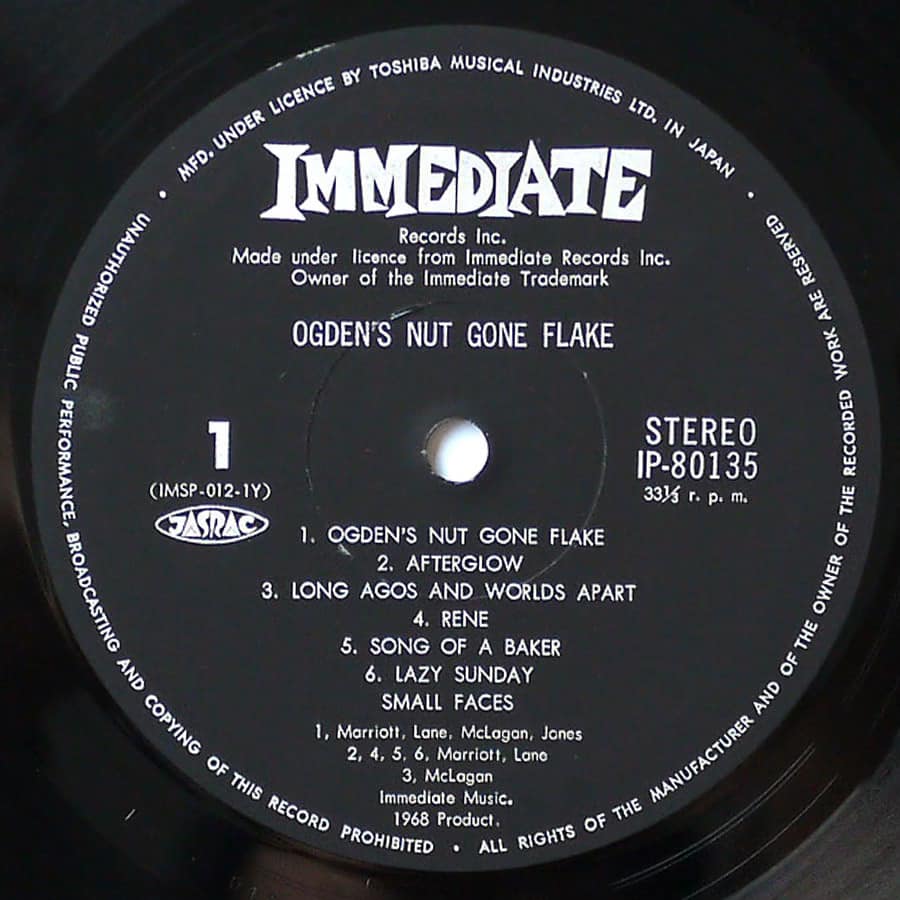 MFD. UNDER LICENCE BY TOSHIBA MUSICAL INDUSTRIES LTD. IN JAPAN •
IMMEDIATE
Records Inc.
Made under licence from Immediate Records Inc.
Owner of the Immediate Trademark
OGDEN'S NUT GONE FLAKE
1
(IMSP-012-1Y)
JASRAC
STEREO
IP-80135
33⅓ r. p. m.
1. OGDEN'S NUT GONE FLAKE
2. AFTERGLOW
3. LONG AGOS AND WORLDS APART
4. RENE
5. SONG OF A BAKER
6. LAZY SUNDAY
SMALL FACES
1, Marriott, Lane, McLagan, Jones
2, 4, 5, 6, Marriott, Lane
3, McLagan
Immediate Music.
1968 Product.
UNAUTHORIZED PUBLIC PERFORMANCE, BROADCASTING AND COPYING OF THIS RECORD PROHIBITED • ALL RIGHTS OF THE MANUFACTURER AND OF THE OWNER OF THE RECORDED WORK ARE RESERVED •